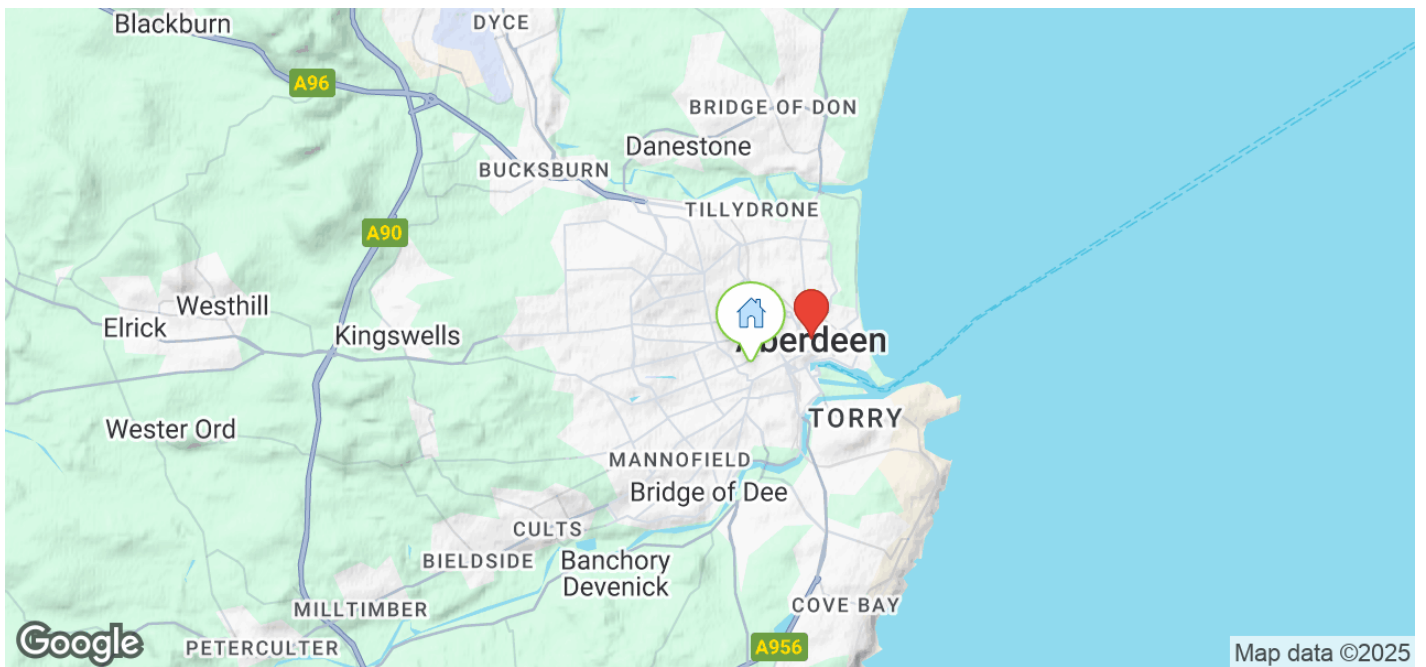 Blackburn
DYCE
A96
BRIDGE OF DON
Danestone
BUCKSBURN
TILLYDRONE
A90
Westhill
Elrick
Kingswells
Aberdeen
Wester Ord
TORRY
MANNOFIELD
Bridge of Dee
CULTS
BIELDSIDE
Banchory
Devenick
MILLTIMBER
COVE BAY
PETERCULTER
A956
Google
Map data ©2025